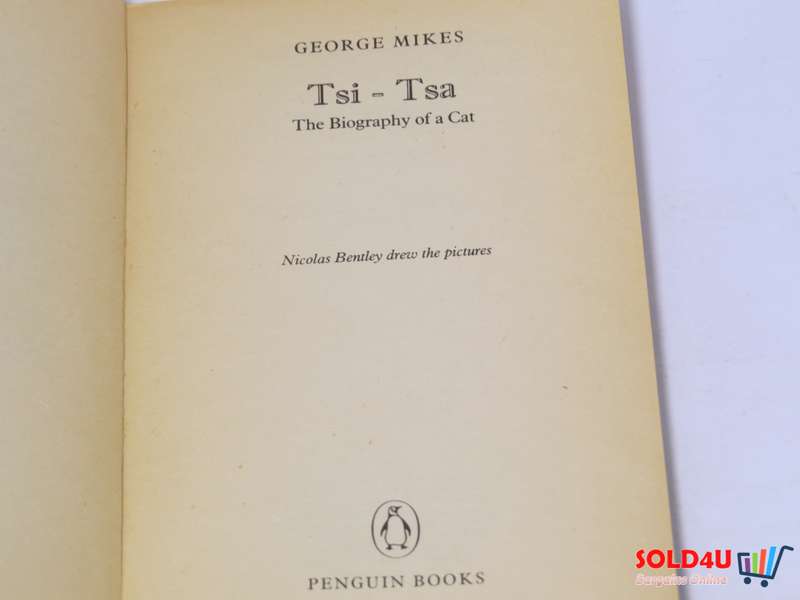 GEORGE MIKES
Tsi - Tsa
The Biography of a Cat
Nicolas Bentley drew the pictures
PENGUIN BOOKS
SOLD4U
Bargains Online